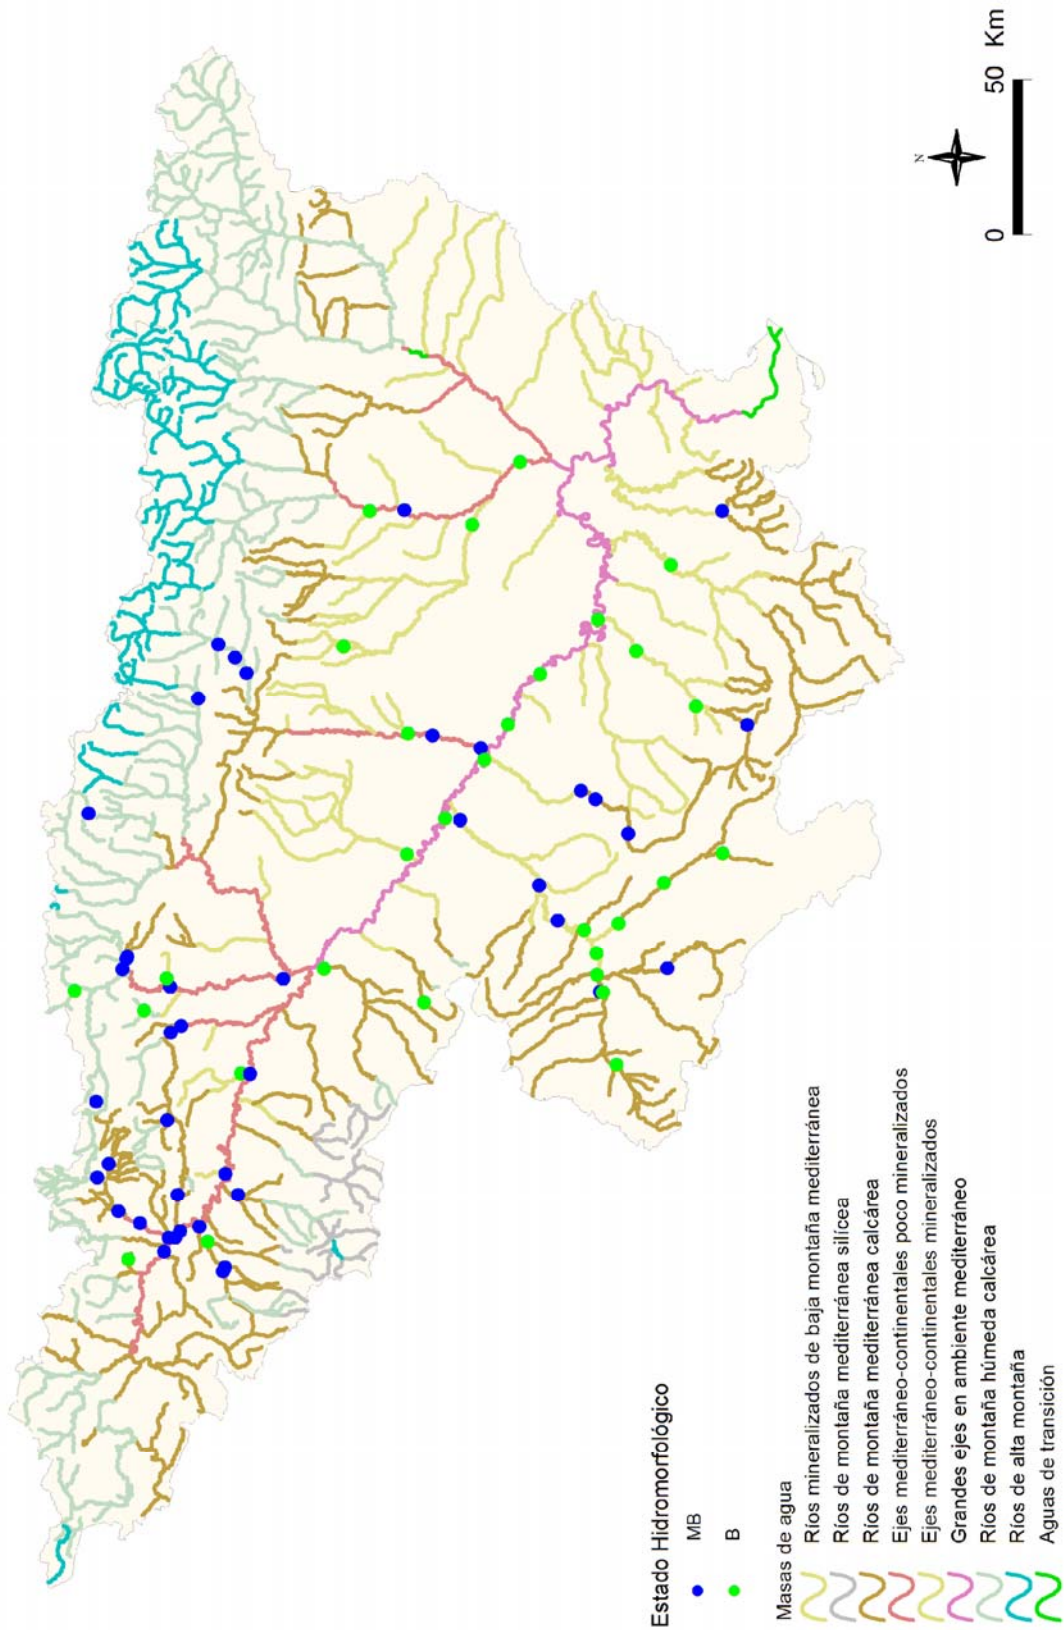 Estado Hidromorfológico
MB
B
Masas de agua
Ríos mineralizados de baja montaña mediterránea
Ríos de montaña mediterránea silícea
Ríos de montaña mediterránea calcárea
Ejes mediterráneo-continentales poco mineralizados
Ejes mediterráneo-continentales mineralizados
Grandes ejes en ambiente mediterráneo
Ríos de montaña húmeda calcárea
Ríos de alta montaña
Aguas de transición
N
0 50 Km